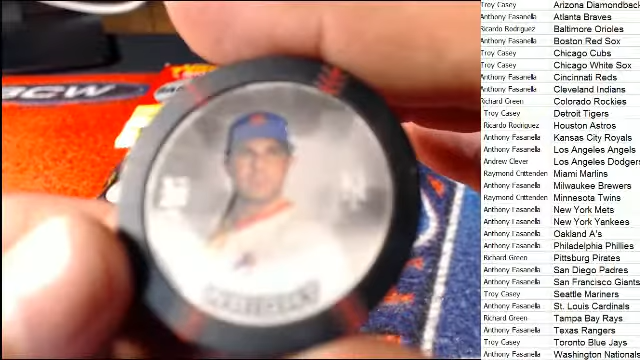 BCW
Troy Casey Arizona Diamondback
Anthony Fasanella Atlanta Braves
Ricardo Rodriguez Baltimore Orioles
Anthony Fasanella Boston Red Sox
Troy Casey Chicago Cubs
Troy Casey Chicago White Sox
Anthony Fasanella Cincinnati Reds
Anthony Fasanella Cleveland Indians
Richard Green Colorado Rockies
Troy Casey Detroit Tigers
Ricardo Rodriguez Houston Astros
Anthony Fasanella Kansas City Royals
Anthony Fasanella Los Angeles Angels
Andrew Clever Los Angeles Dodgers
Raymond Crittenden Miami Marlins
Anthony Fasanella Milwaukee Brewers
Raymond Crittenden Minnesota Twins
Anthony Fasanella New York Mets
Anthony Fasanella New York Yankees
Anthony Fasanella Oakland A's
Anthony Fasanella Philadelphia Phillies
Richard Green Pittsburg Pirates
Anthony Fasanella San Diego Padres
Anthony Fasanella San Francisco Giants
Troy Casey Seattle Mariners
Anthony Fasanella St. Louis Cardinals
Richard Green Tampa Bay Rays
Anthony Fasanella Texas Rangers
Troy Casey Toronto Blue Jays
Anthony Fasanella Washington Nationals